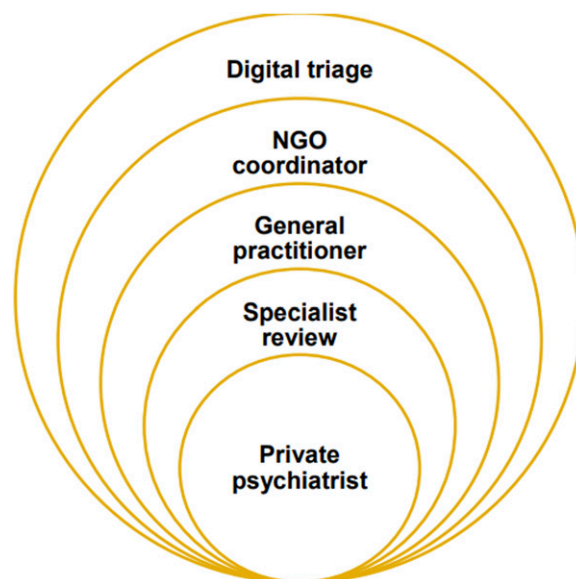 Digital triage
NGO
coordinator
General
practitioner
Specialist
review
Private
psychiatrist